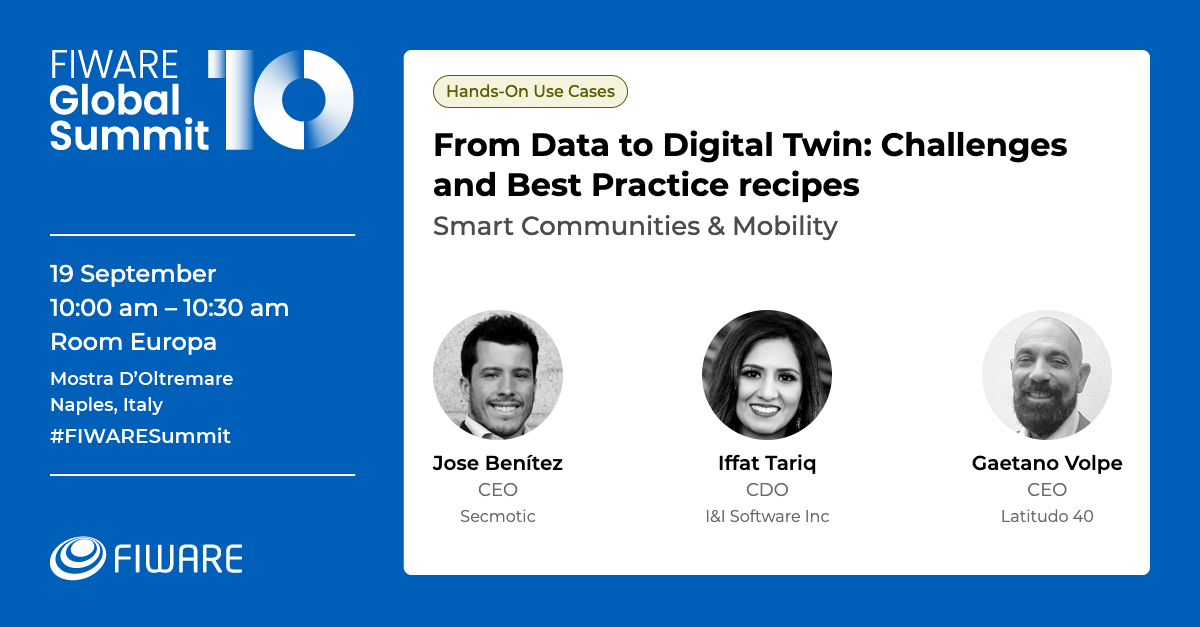 FIWARE
Global
Summit
10
19 September
10:00 am – 10:30 am
Room Europa
Mostra D’Oltremare
Naples, Italy
#FIWARESummit
FIWARE
Hands-On Use Cases
From Data to Digital Twin: Challenges
and Best Practice recipes
Smart Communities & Mobility
Jose Benítez
CEO
Secmotic
Iffat Tariq
CDO
I&I Software Inc
Gaetano Volpe
CEO
Latitudo 40